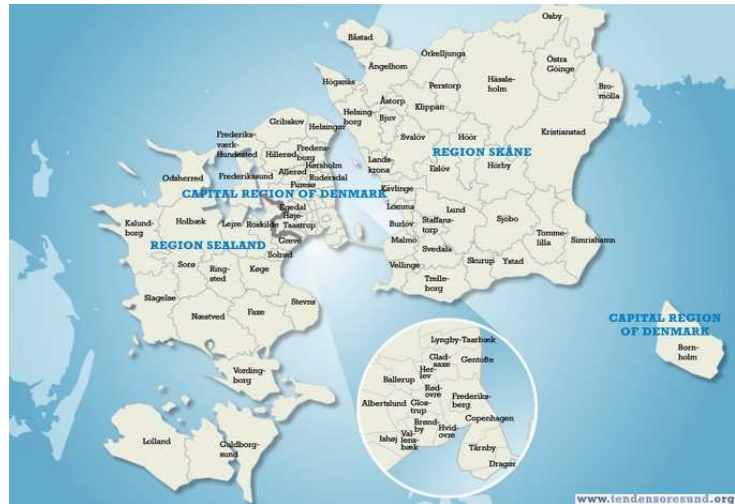 Osby
Båstad
Örkelljunga
Östra
Göinge
Ängelhom
Hässle-
holm
Perstorp
Höganäs
Bro-
mölla
Åstorp
Klippan
Helsing-
borg
Bjuv
Gribskov
Helsingør
Kristianstad
Svalöv
Höör
Frederiks-
værk-
Hundested
Fredens-
borg
Hillerød
REGION SKÅNE
Lands-
krona
Hørsholm
Allerød
Rudersdal
Eslöv
Hörby
Odsherred
Frederikssund
Furesø
CAPITAL REGION OF DENMARK
Kävlinge
Egedal
Lomma
Lund
Høje-
Taastrup
Holbæk
Staffans-
torp
Sjöbo
Kalund-
borg
Lejre
Roskilde
Burlöv
Tomme-
lilla
Greve
Malmo
Simrishamn
REGION SEALAND
Svedala
Solrød
Skurup
Ystad
Sorø
Ring-
sted
Køge
Vellinge
Trelle-
borg
Slagelse
Stevns
Næstved
Faxe
CAPITAL REGION
OF DENMARK
Born-
holm
Lyngby-Taarbæk
Glad-
saxe
Gentofte
Her-
lev
Ballerup
Rød-
ovre
Vording-
borg
Albertslund
Glos-
trup
Frederiks-
berg
Copenhagen
Brønd-
by
Hvid-
ovre
Ishøj
Val-
lens-
bæk
Tårnby
Dragør
Lolland
Guldborg-
sund
www.tendensoresund.org